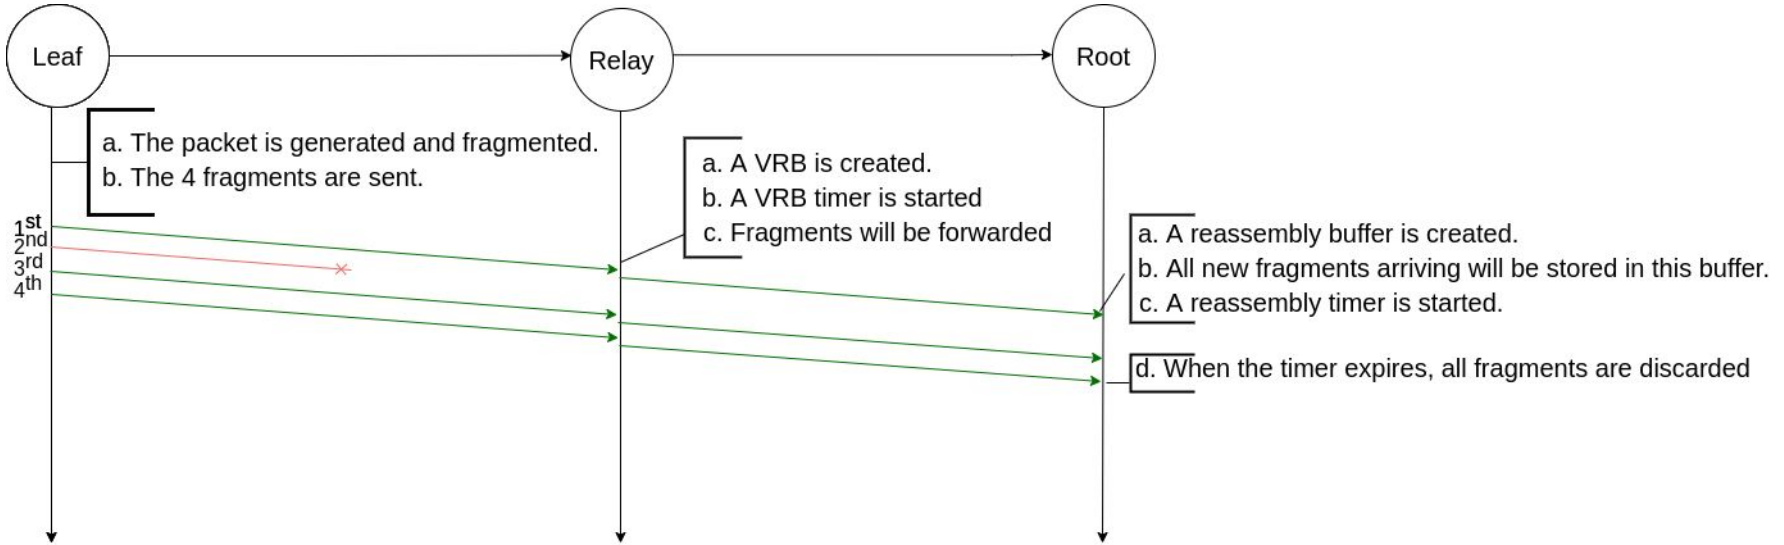 Leaf
Relay
Root
a. The packet is generated and fragmented.
b. The 4 fragments are sent.
a. A VRB is created.
b. A VRB timer is started
c. Fragments will be forwarded
1st
2nd
3rd
4th
a. A reassembly buffer is created.
b. All new fragments arriving will be stored in this buffer.
c. A reassembly timer is started.
d. When the timer expires, all fragments are discarded